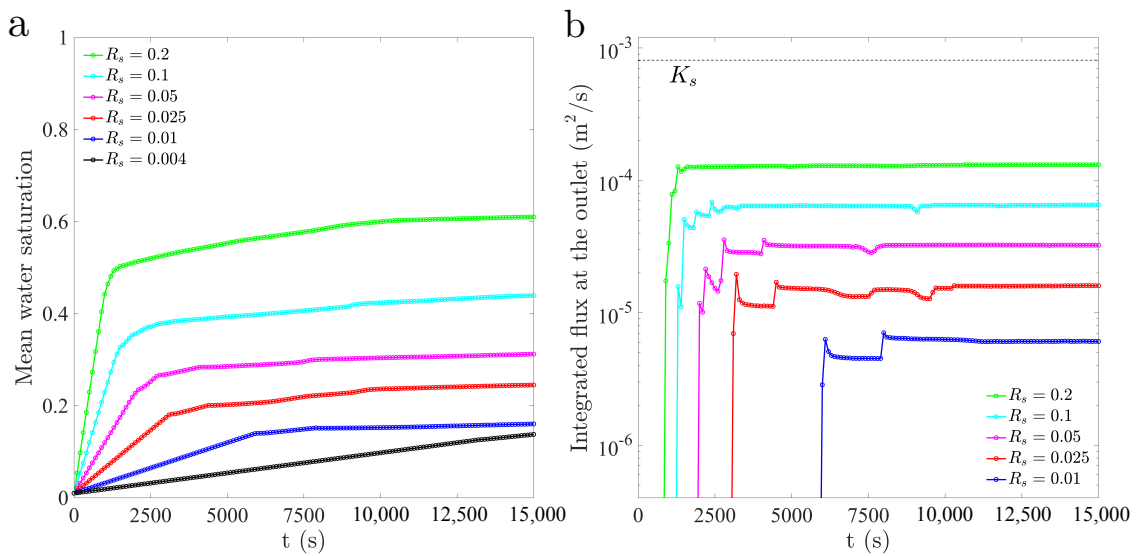 a
Mean water saturation
1
0.8
0.6
0.4
0.2
0
R_s = 0.2
R_s = 0.1
R_s = 0.05
R_s = 0.025
R_s = 0.01
R_s = 0.004
0 2500 5000 7500 10,000 12,500 15,000
t (s)
b
Integrated flux at the outlet (m²/s)
10⁻³
10⁻⁴
10⁻⁵
10⁻⁶
K_s
R_s = 0.2
R_s = 0.1
R_s = 0.05
R_s = 0.025
R_s = 0.01
0 2500 5000 7500 10,000 12,500 15,000
t (s)